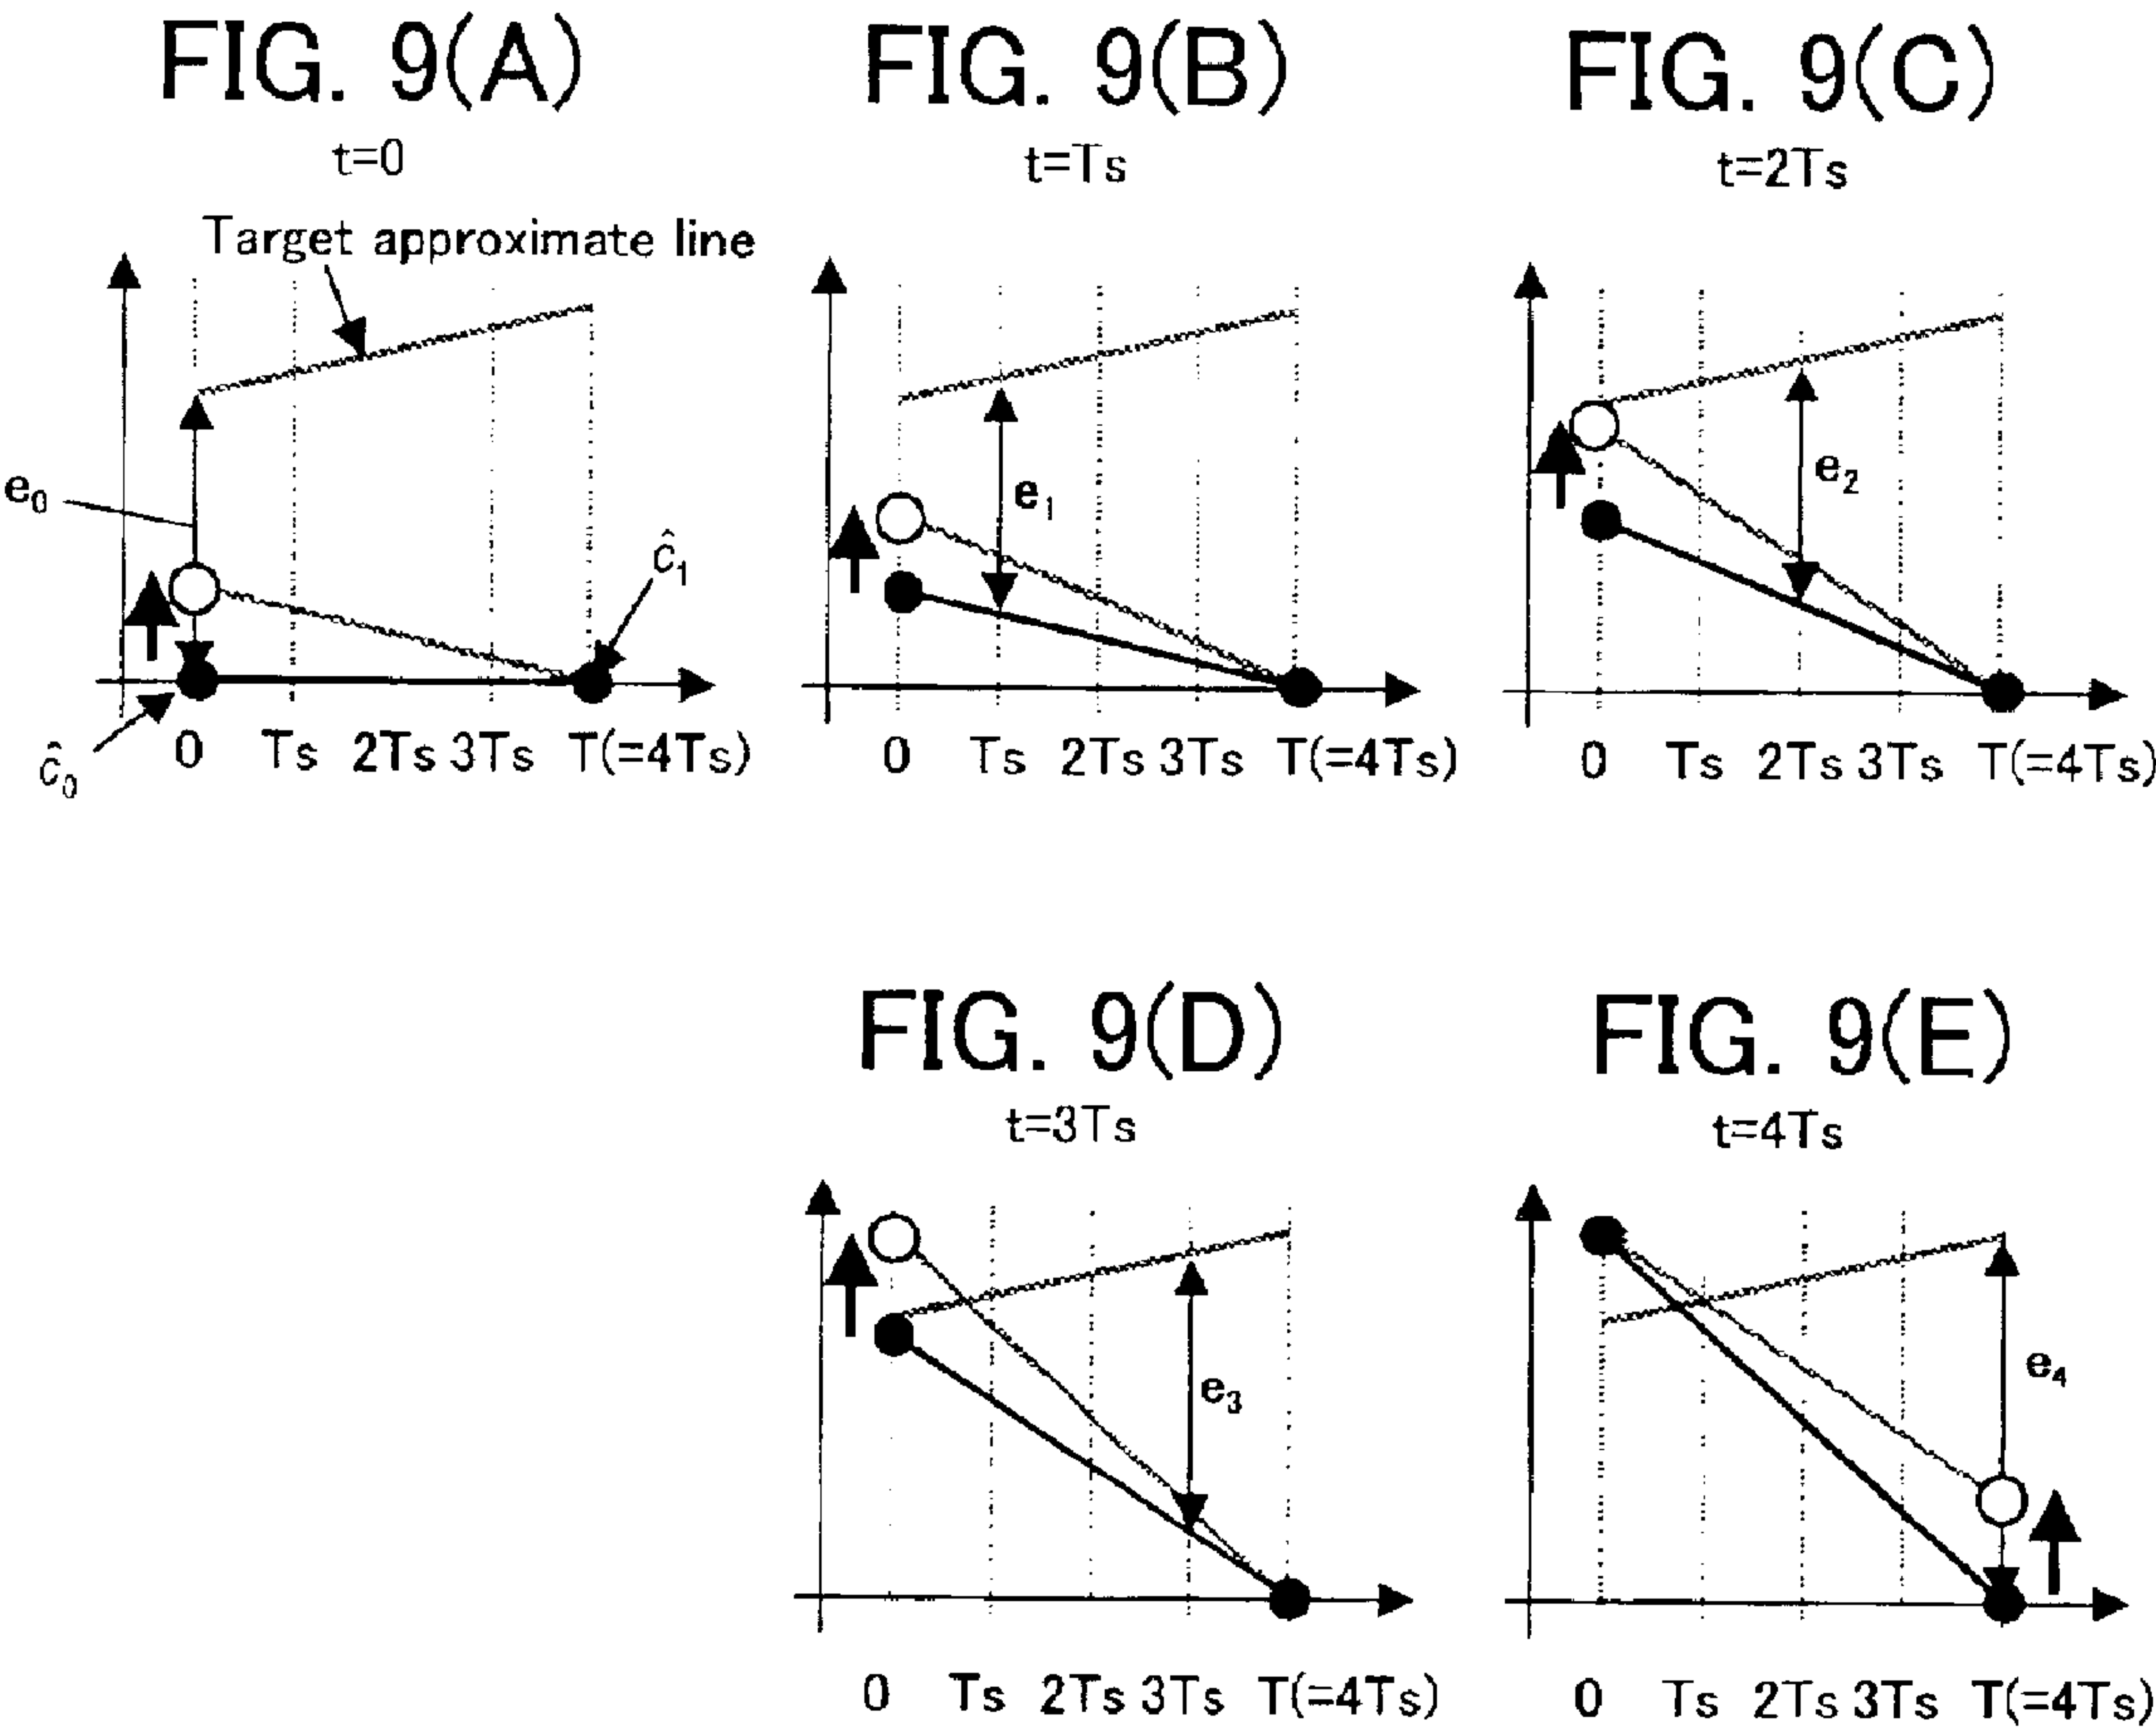 FIG. 9(A)
t=0
Target approximate line
e₀
ĉ₁
ĉ₀
0 Ts 2Ts 3Ts T(=4Ts)
FIG. 9(B)
t=Ts
e₁
0 Ts 2Ts 3Ts T(=4Ts)
FIG. 9(C)
t=2Ts
e₂
0 Ts 2Ts 3Ts T(=4Ts)
FIG. 9(D)
t=3Ts
e₃
0 Ts 2Ts 3Ts T(=4Ts)
FIG. 9(E)
t=4Ts
e₄
0 Ts 2Ts 3Ts T(=4Ts)